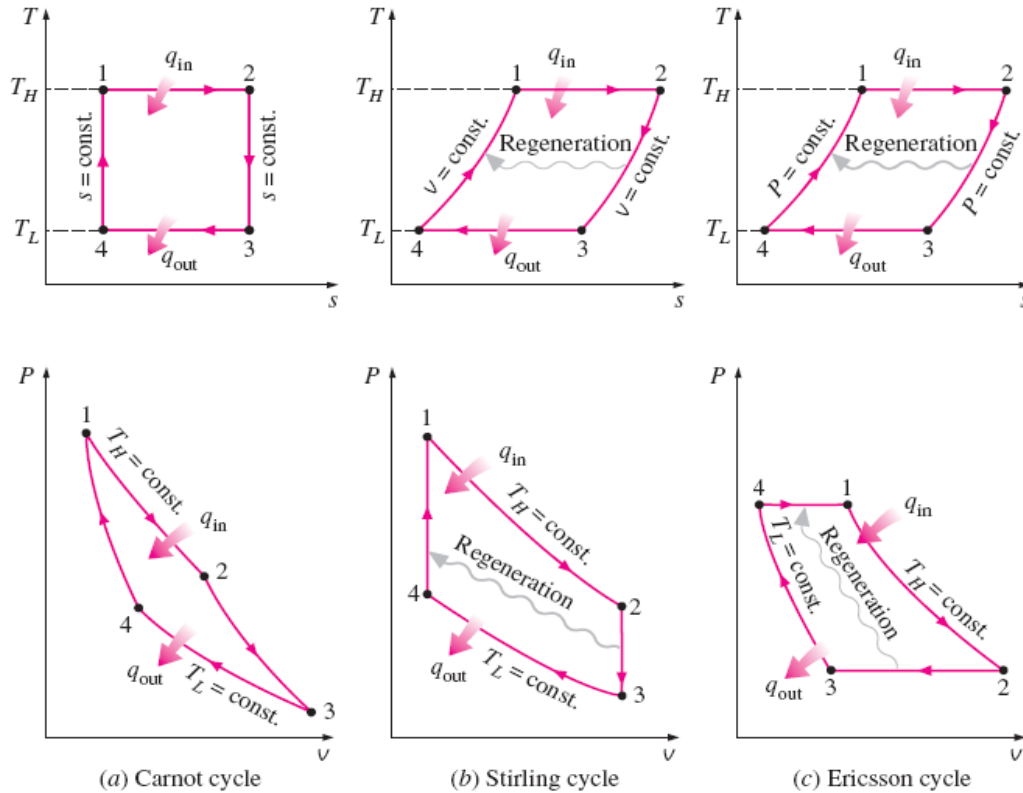 T
q_in
1
2
T_H
s = const.
s = const.
T_L
4
3
q_out
s
T
q_in
1
2
T_H
v = const.
Regeneration
v = const.
T_L
4
3
q_out
s
T
q_in
1
2
T_H
P = const.
Regeneration
P = const.
T_L
4
3
q_out
s
P
1
T_H = const.
q_in
2
4
q_out
T_L = const.
3
v
(a) Carnot cycle
P
1
q_in
T_H = const.
Regeneration
4
2
q_out
T_L = const.
3
v
(b) Stirling cycle
P
4
1
q_in
T_L = const.
Regeneration
T_H = const.
q_out
3
2
v
(c) Ericsson cycle